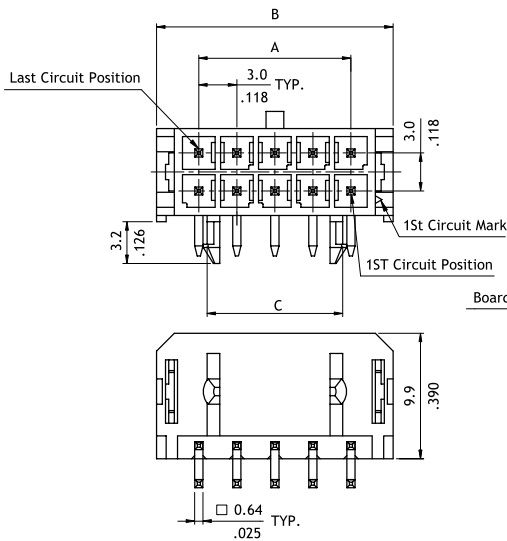 B
A
Last Circuit Position
3.0
.118
TYP.
3.0
.118
3.2
.126
1St Circuit Mark
1ST Circuit Position
C
Board
9.9
.390
□ 0.64
.025
TYP.